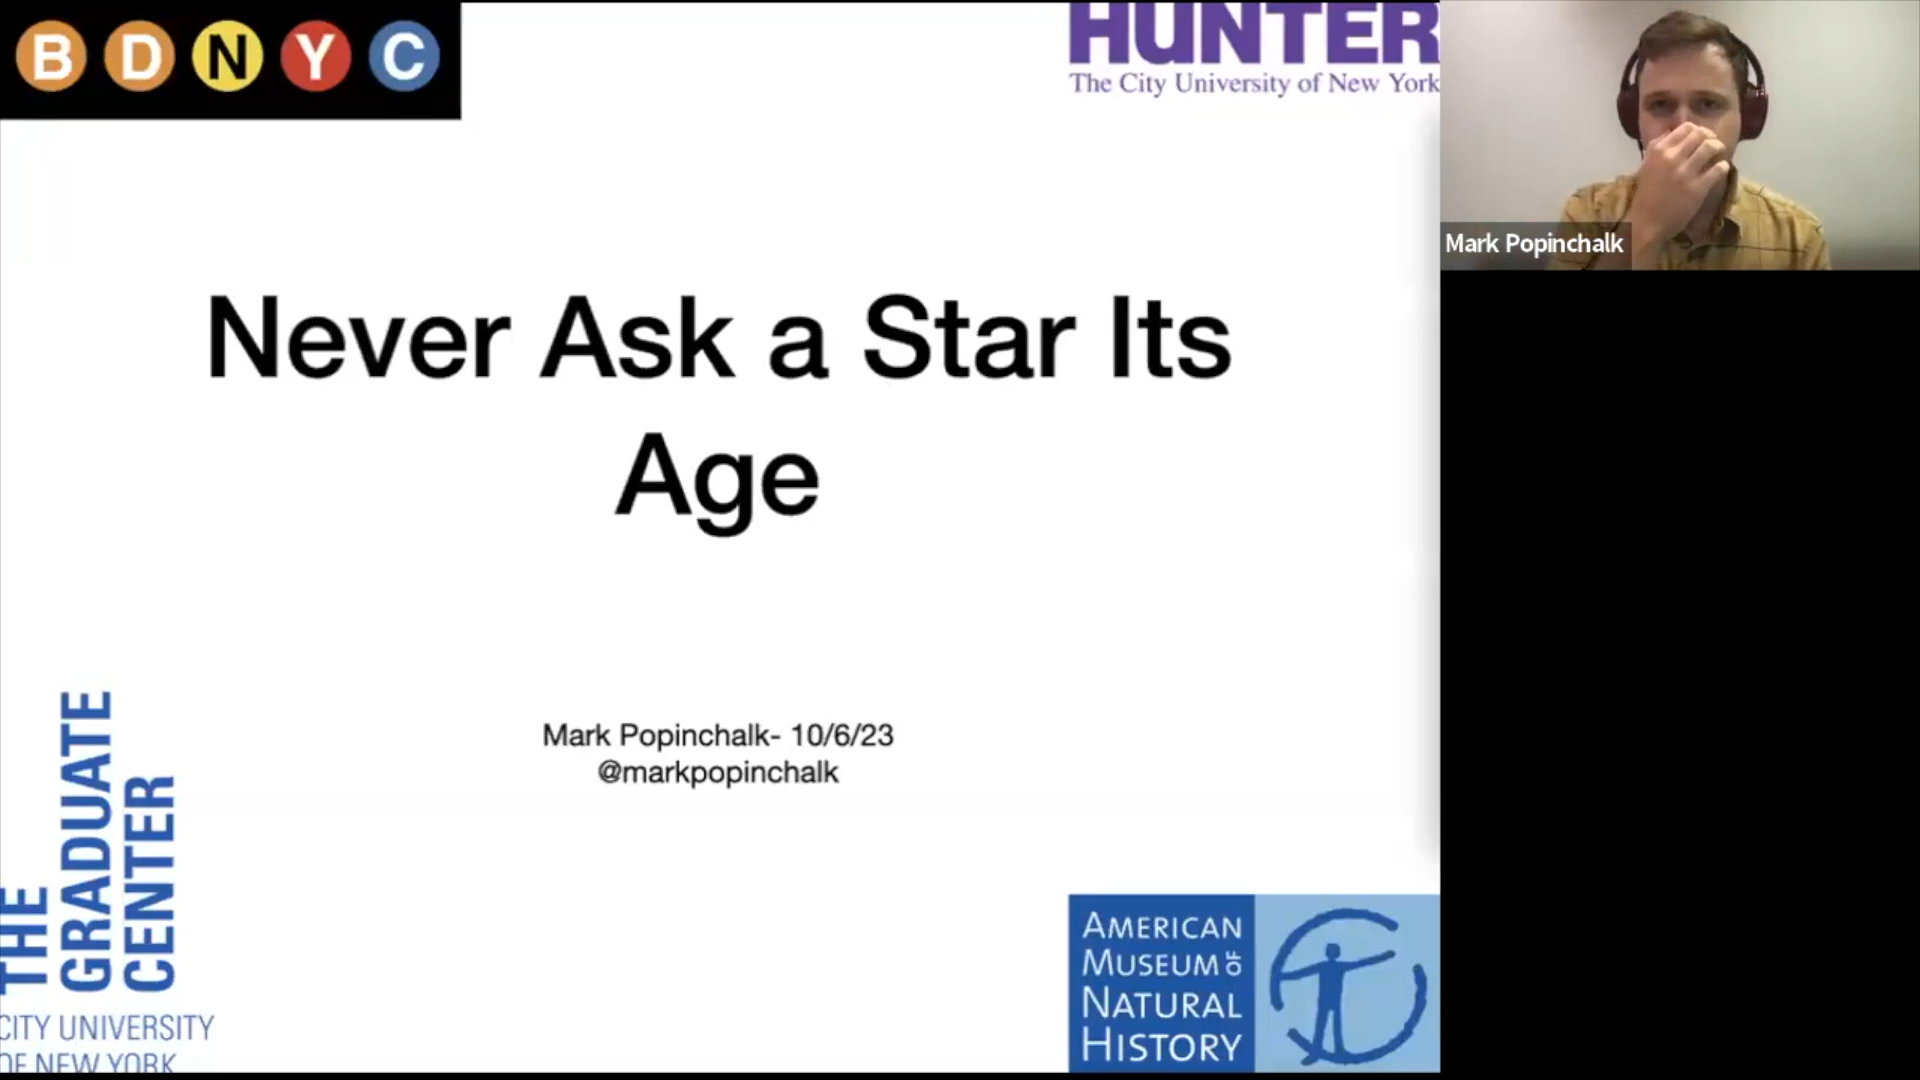 BDNYC
HUNTER
The City University of New York
Mark Popinchalk
Never Ask a Star Its
Age
Mark Popinchalk- 10/6/23
@markpopinchalk
THE
GRADUATE
CENTER
CITY UNIVERSITY
OF NEW YORK
AMERICAN
MUSEUM OF
NATURAL
HISTORY